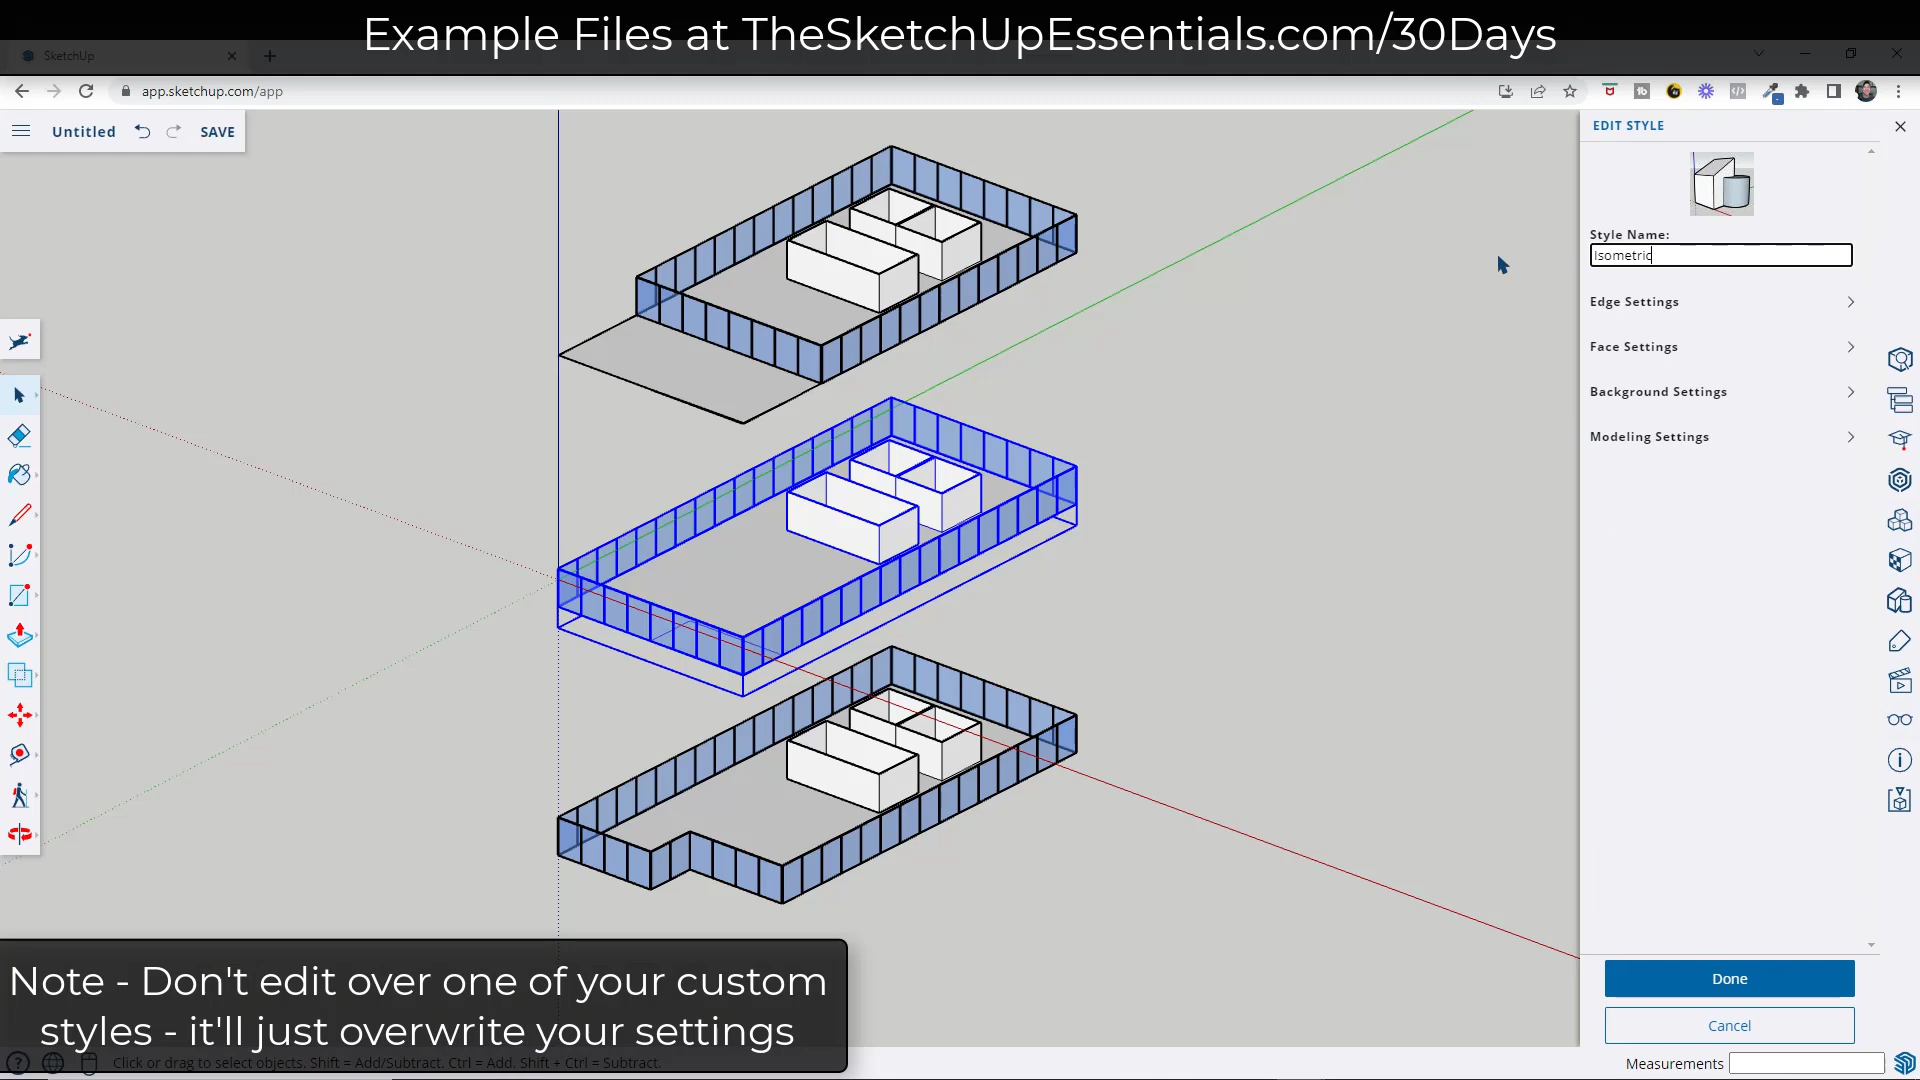 Example Files at TheSketchUpEssentials.com/30Days
SketchUp
app.sketchup.com/app
Untitled
SAVE
EDIT STYLE
Style Name:
Isometric
Edge Settings
Face Settings
Background Settings
Modeling Settings
Done
Cancel
Note - Don't edit over one of your custom
styles - it'll just overwrite your settings
Click or drag to select objects. Shift = Add/Subtract. Ctrl = Add. Shift + Ctrl = Subtract.
Measurements